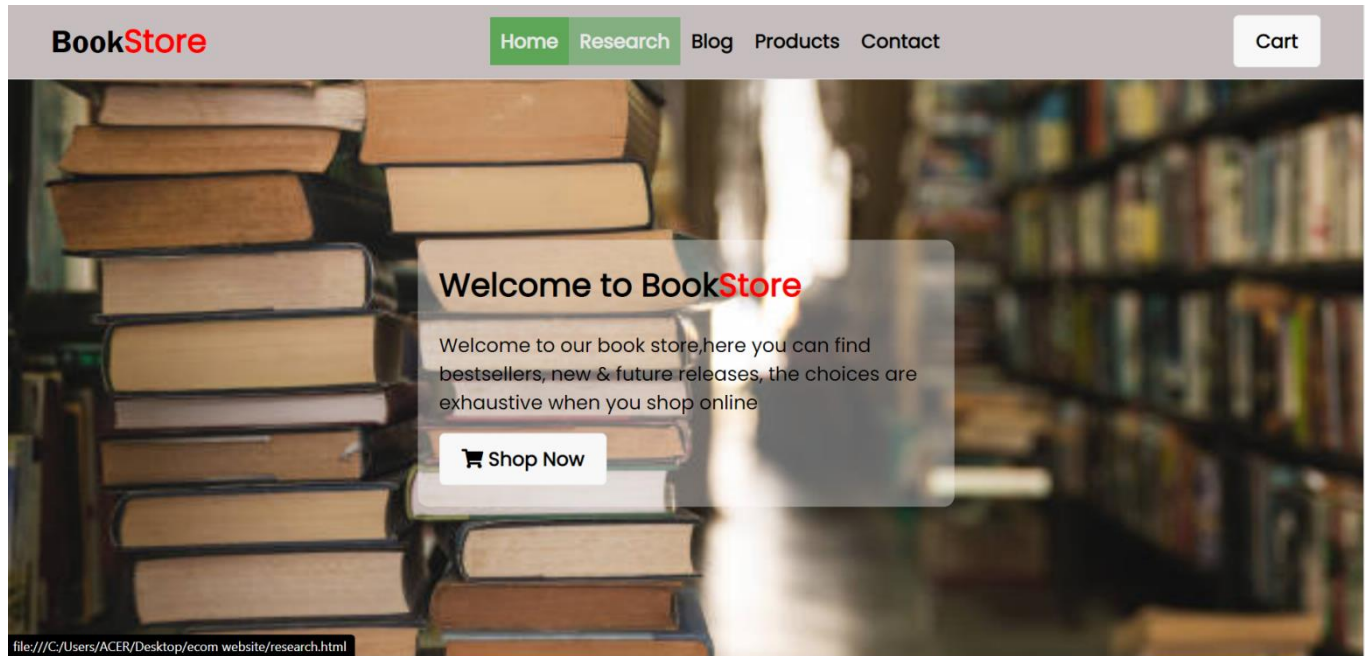 BookStore
Home Research Blog Products Contact
Cart
Welcome to BookStore
Welcome to our book store,here you can find
bestsellers, new & future releases, the choices are
exhaustive when you shop online
Shop Now
file:///C:/Users/ACER/Desktop/ecom website/research.html